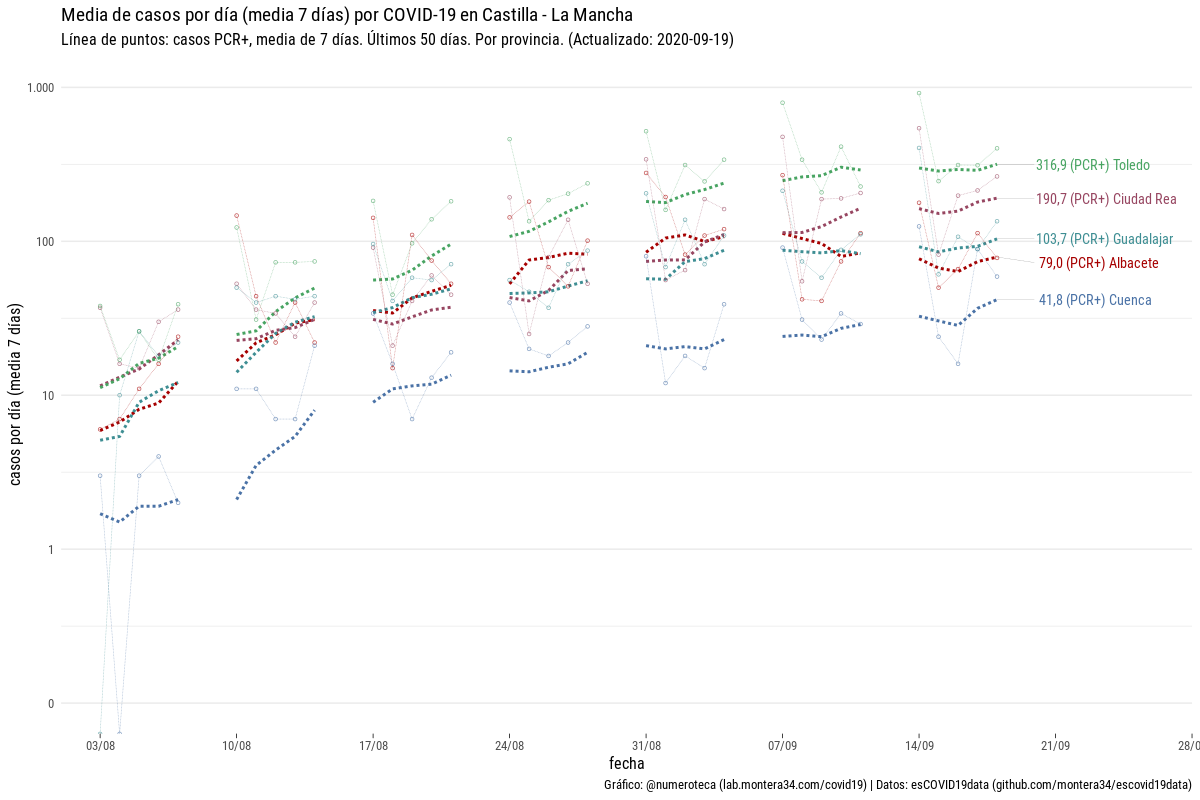 Media de casos por día (media 7 días) por COVID-19 en Castilla - La Mancha
Línea de puntos: casos PCR+, media de 7 días. Últimos 50 días. Por provincia. (Actualizado: 2020-09-19)
casos por día (media 7 días)
1.000
100
10
1
0
316,9 (PCR+) Toledo
190,7 (PCR+) Ciudad Rea
103,7 (PCR+) Guadalajar
79,0 (PCR+) Albacete
41,8 (PCR+) Cuenca
03/08 10/08 17/08 24/08 31/08 07/09 14/09 21/09 28/0
fecha
Gráfico: @numeroteca (lab.montera34.com/covid19) | Datos: esCOVID19data (github.com/montera34/escovid19data)